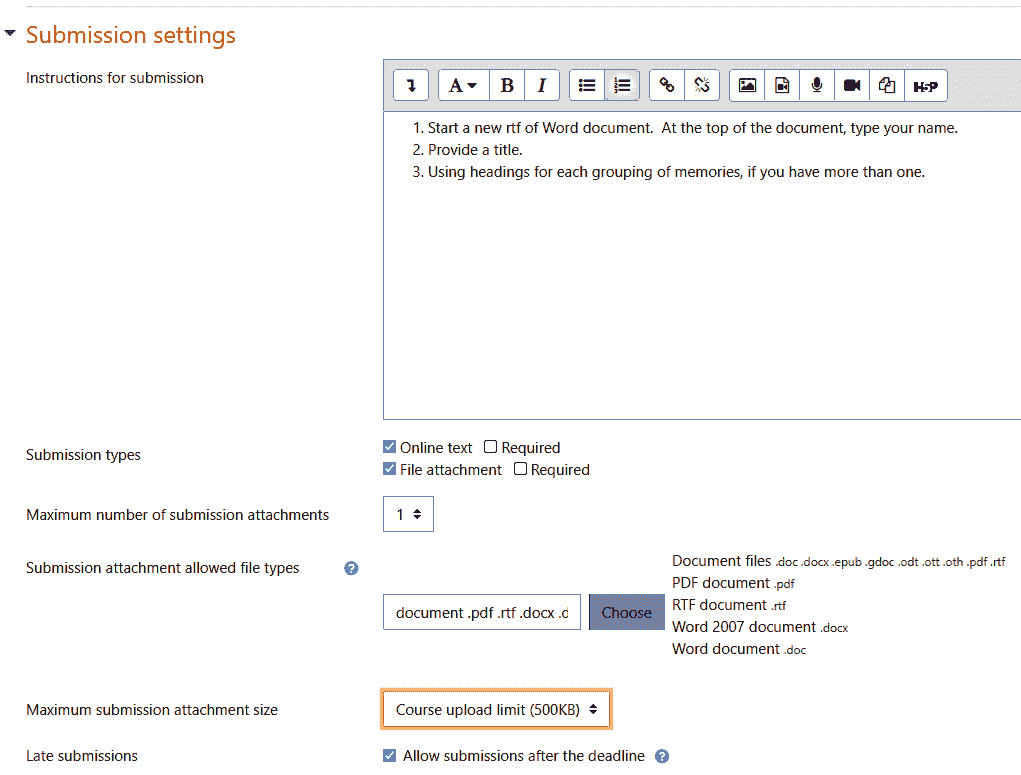 Submission settings
Instructions for submission
A B I H5P
1. Start a new rtf of Word document.  At the top of the document, type your name.
2. Provide a title.
3. Using headings for each grouping of memories, if you have more than one.
Submission types
Online text Required
File attachment Required
Maximum number of submission attachments
1
Submission attachment allowed file types
?
document .pdf .rtf .docx .d
Choose
Document files .doc .docx .epub .gdoc .odt .ott .oth .pdf .rtf
PDF document .pdf
RTF document .rtf
Word 2007 document .docx
Word document .doc
Maximum submission attachment size
Course upload limit (500KB)
Late submissions
Allow submissions after the deadline ?